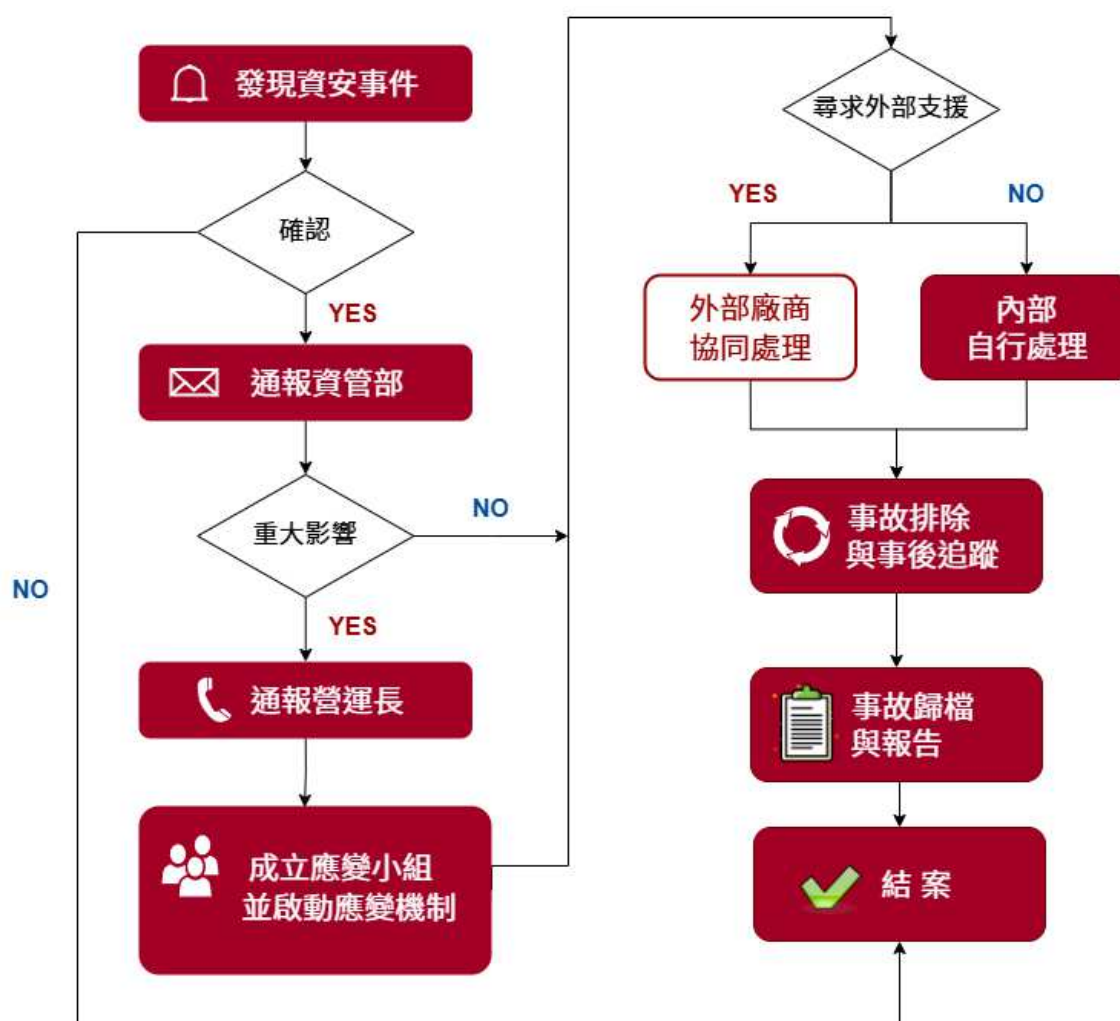 發現資安事件
確認
YES
通報資管部
重大影響
NO
NO
YES
通報營運長
成立應變小組
並啟動應變機制
尋求外部支援
YES
NO
外部廠商
協同處理
內部
自行處理
事故排除
與事後追蹤
事故歸檔
與報告
結 案